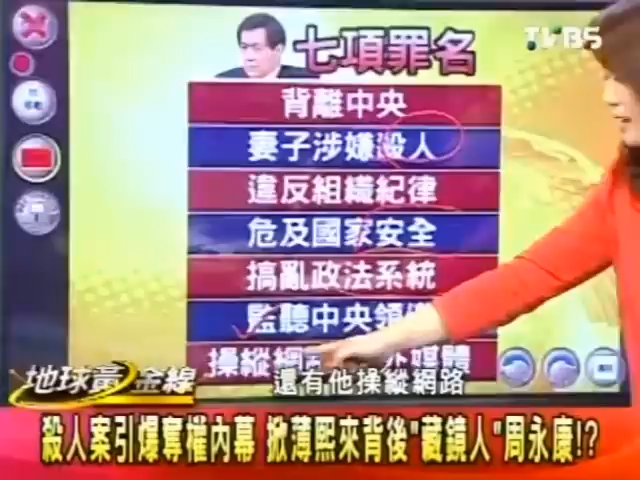 TVBS
七項罪名
背離中央
妻子涉嫌殺人
違反組織紀律
危及國家安全
搞亂政法系統
監聽中央領
操縱網 外媒體
還有他操縱網路
地球黃金線
殺人案引爆奪權內幕 掀薄熙來背後"藏鏡人"周永康!?